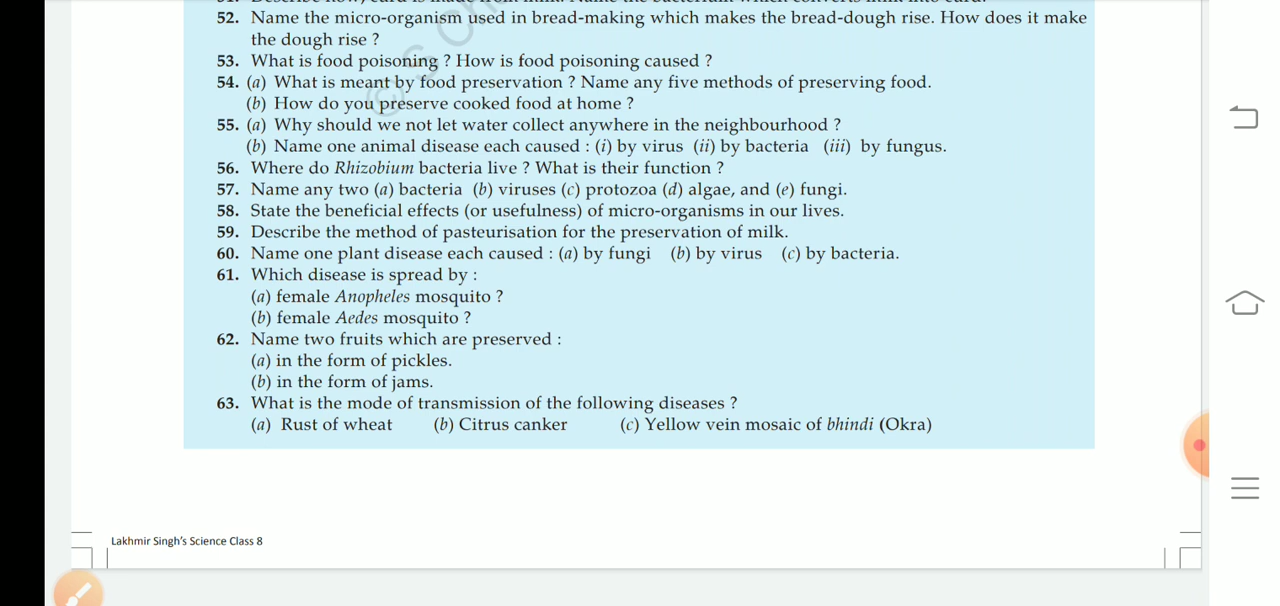 52. Name the micro-organism used in bread-making which makes the bread-dough rise. How does it make
the dough rise ?
53. What is food poisoning ? How is food poisoning caused ?
54. (a) What is meant by food preservation ? Name any five methods of preserving food.
(b) How do you preserve cooked food at home ?
55. (a) Why should we not let water collect anywhere in the neighbourhood ?
(b) Name one animal disease each caused : (i) by virus (ii) by bacteria (iii) by fungus.
56. Where do Rhizobium bacteria live ? What is their function ?
57. Name any two (a) bacteria (b) viruses (c) protozoa (d) algae, and (e) fungi.
58. State the beneficial effects (or usefulness) of micro-organisms in our lives.
59. Describe the method of pasteurisation for the preservation of milk.
60. Name one plant disease each caused : (a) by fungi (b) by virus (c) by bacteria.
61. Which disease is spread by :
(a) female Anopheles mosquito ?
(b) female Aedes mosquito ?
62. Name two fruits which are preserved :
(a) in the form of pickles.
(b) in the form of jams.
63. What is the mode of transmission of the following diseases ?
(a) Rust of wheat (b) Citrus canker (c) Yellow vein mosaic of bhindi (Okra)
Lakhmir Singh's Science Class 8